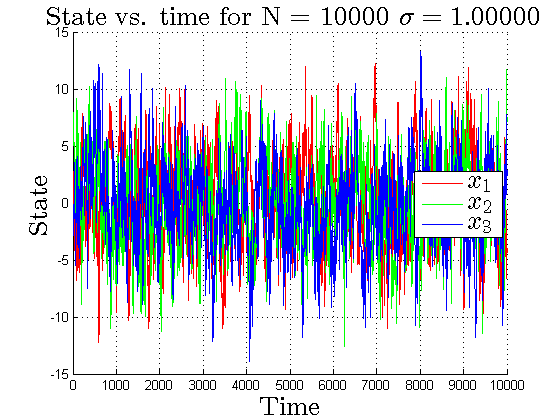 State vs. time for N = 10000 σ = 1.00000
15
10
5
0
-5
-10
-15
State
x₁
x₂
x₃
0 1000 2000 3000 4000 5000 6000 7000 8000 9000 10000
Time